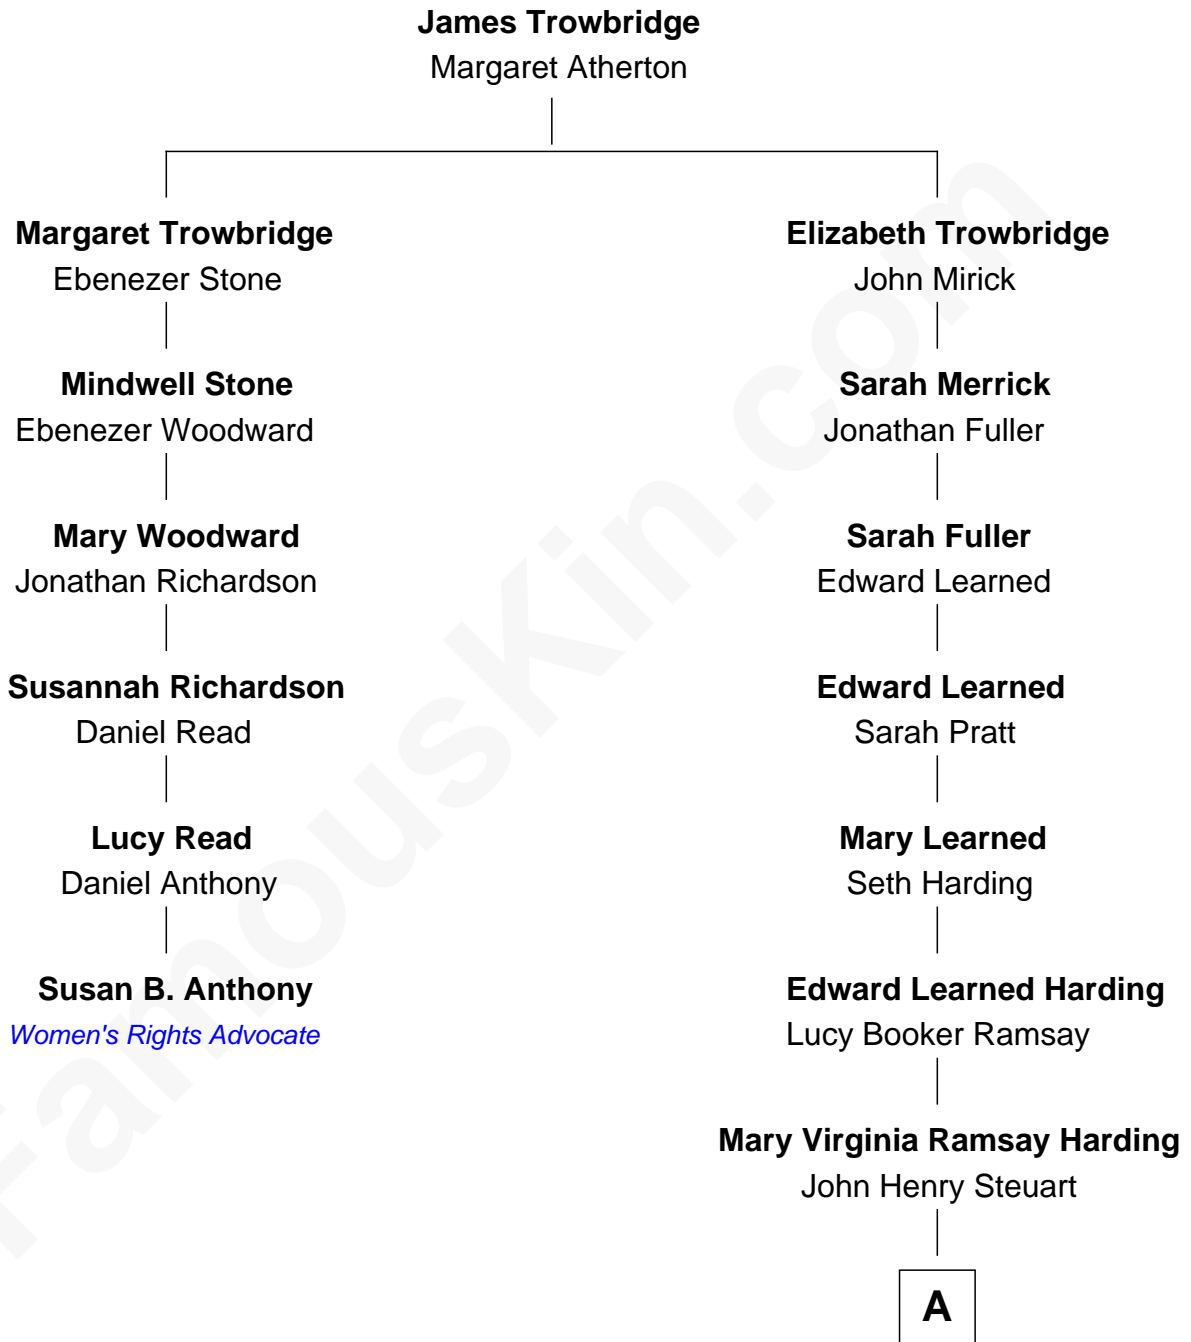 James Trowbridge
Margaret Atherton
Margaret Trowbridge
Ebenezer Stone
Mindwell Stone
Ebenezer Woodward
Mary Woodward
Jonathan Richardson
Susannah Richardson
Daniel Read
Lucy Read
Daniel Anthony
Susan B. Anthony
Women's Rights Advocate
Elizabeth Trowbridge
John Mirick
Sarah Merrick
Jonathan Fuller
Sarah Fuller
Edward Learned
Edward Learned
Sarah Pratt
Mary Learned
Seth Harding
Edward Learned Harding
Lucy Booker Ramsay
Mary Virginia Ramsay Harding
John Henry Steuart
A
FamousKin.com